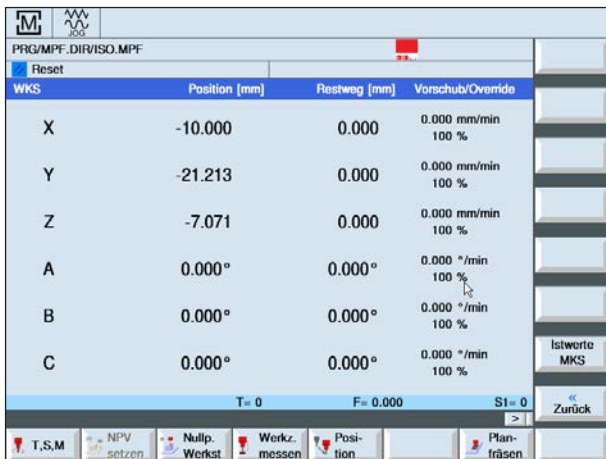 M
JOG
PRG/MPF.DIR/ISO.MPF
Reset
WKS Position [mm] Restweg [mm] Vorschub/Override
X -10.000 0.000 0.000 mm/min
100 %
Y -21.213 0.000 0.000 mm/min
100 %
Z -7.071 0.000 0.000 mm/min
100 %
A 0.000° 0.000° 0.000 °/min
100 %
B 0.000° 0.000° 0.000 °/min
100 %
C 0.000° 0.000° 0.000 °/min
100 %
Istwerte
MKS
T= 0 F= 0.000 S1= 0
«
Zurück
>
T,S,M
NPV
setzen
Nullp.
Werkst
Werkz.
messen
Posi-
tion
Plan-
fräsen